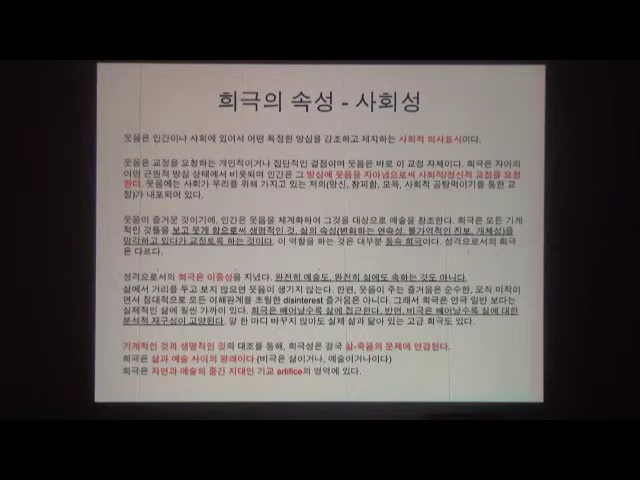 희극의 속성 - 사회성
웃음은 인간이나 사회에 있어서 어떤 특정한 방심을 강조하고 제지하는 사회적 의사표시이다.
웃음은 교정을 요청하는 개인적이거나 집단적인 결점이며 웃음은 바로 이 교정 자체이다. 희극은 자아의
어떤 근원적 방심 상태에서 비롯되며 인간은 그 방심에 웃음을 자아냄으로써 사회적/정신적 교정을 요청
한다. 웃음에는 사회가 우리를 위해 가지고 있는 저의(망신, 창피함, 모욕, 사회적 골탕먹이기를 통한 교
정)가 내포되어 있다.
웃음이 즐거운 것이기에, 인간은 웃음을 체계화하여 그것을 대상으로 예술을 창조한다. 희극은 모든 기계
적인 것들을 보고 웃게 함으로써 생명적인 것, 삶의 속성(변화하는 연속성, 불가역적인 진보, 개체성)을
망각하고 있다가 교정토록 하는 것이다. 이 역할을 하는 것은 대부분 통속 희극이다. 성격으로서의 희극
은 다르다.
성격으로서의 희극은 이중성을 지녔다. 완전히 예술도, 완전히 삶에도 속하는 것도 아니다.
삶에서 거리를 두고 보지 않으면 웃음이 생기지 않는다. 한편, 웃음이 주는 즐거움은 순수한, 오직 미적이
면서 절대적으로 모든 이해관계를 초월한 disinterest 즐거움은 아니다. 그래서 희극은 연극 일반 보다는
실제적인 삶에 훨씬 가까이 있다. 희극은 빼어날수록 삶에 접근한다. 반면, 비극은 빼어날수록 삶에 대한
분석적 재구성이 고양된다. 말 한 마디 바꾸지 않아도 실제 삶과 닮아 있는 고급 희극도 있다.
기계적인 것과 생명적인 것의 대조를 통해, 희극성은 결국 삶-죽음의 문제에 연결된다.
희극은 삶과 예술 사이의 왕래이다 (비극은 삶이거나, 예술이거나이다)
희극은 자연과 예술의 중간 지대인 기교 artifice의 영역에 있다.